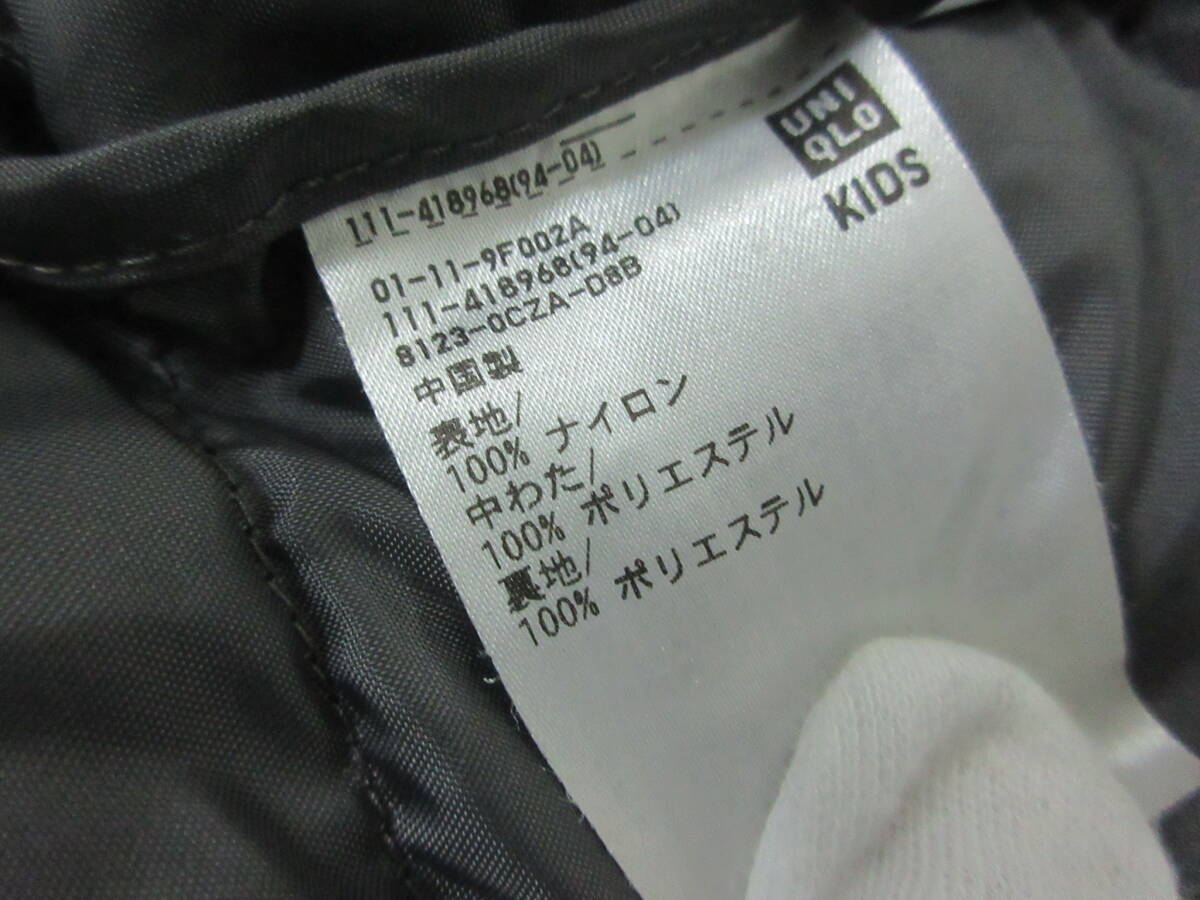 UNI
QLO
KIDS
111-418968(94-04)
01-11-9F002A
111-418968(94-04)
8123-0CZA-D8B
中国製
表地/
100% ナイロン
中わた/
100% ポリエステル
裏地/
100% ポリエステル